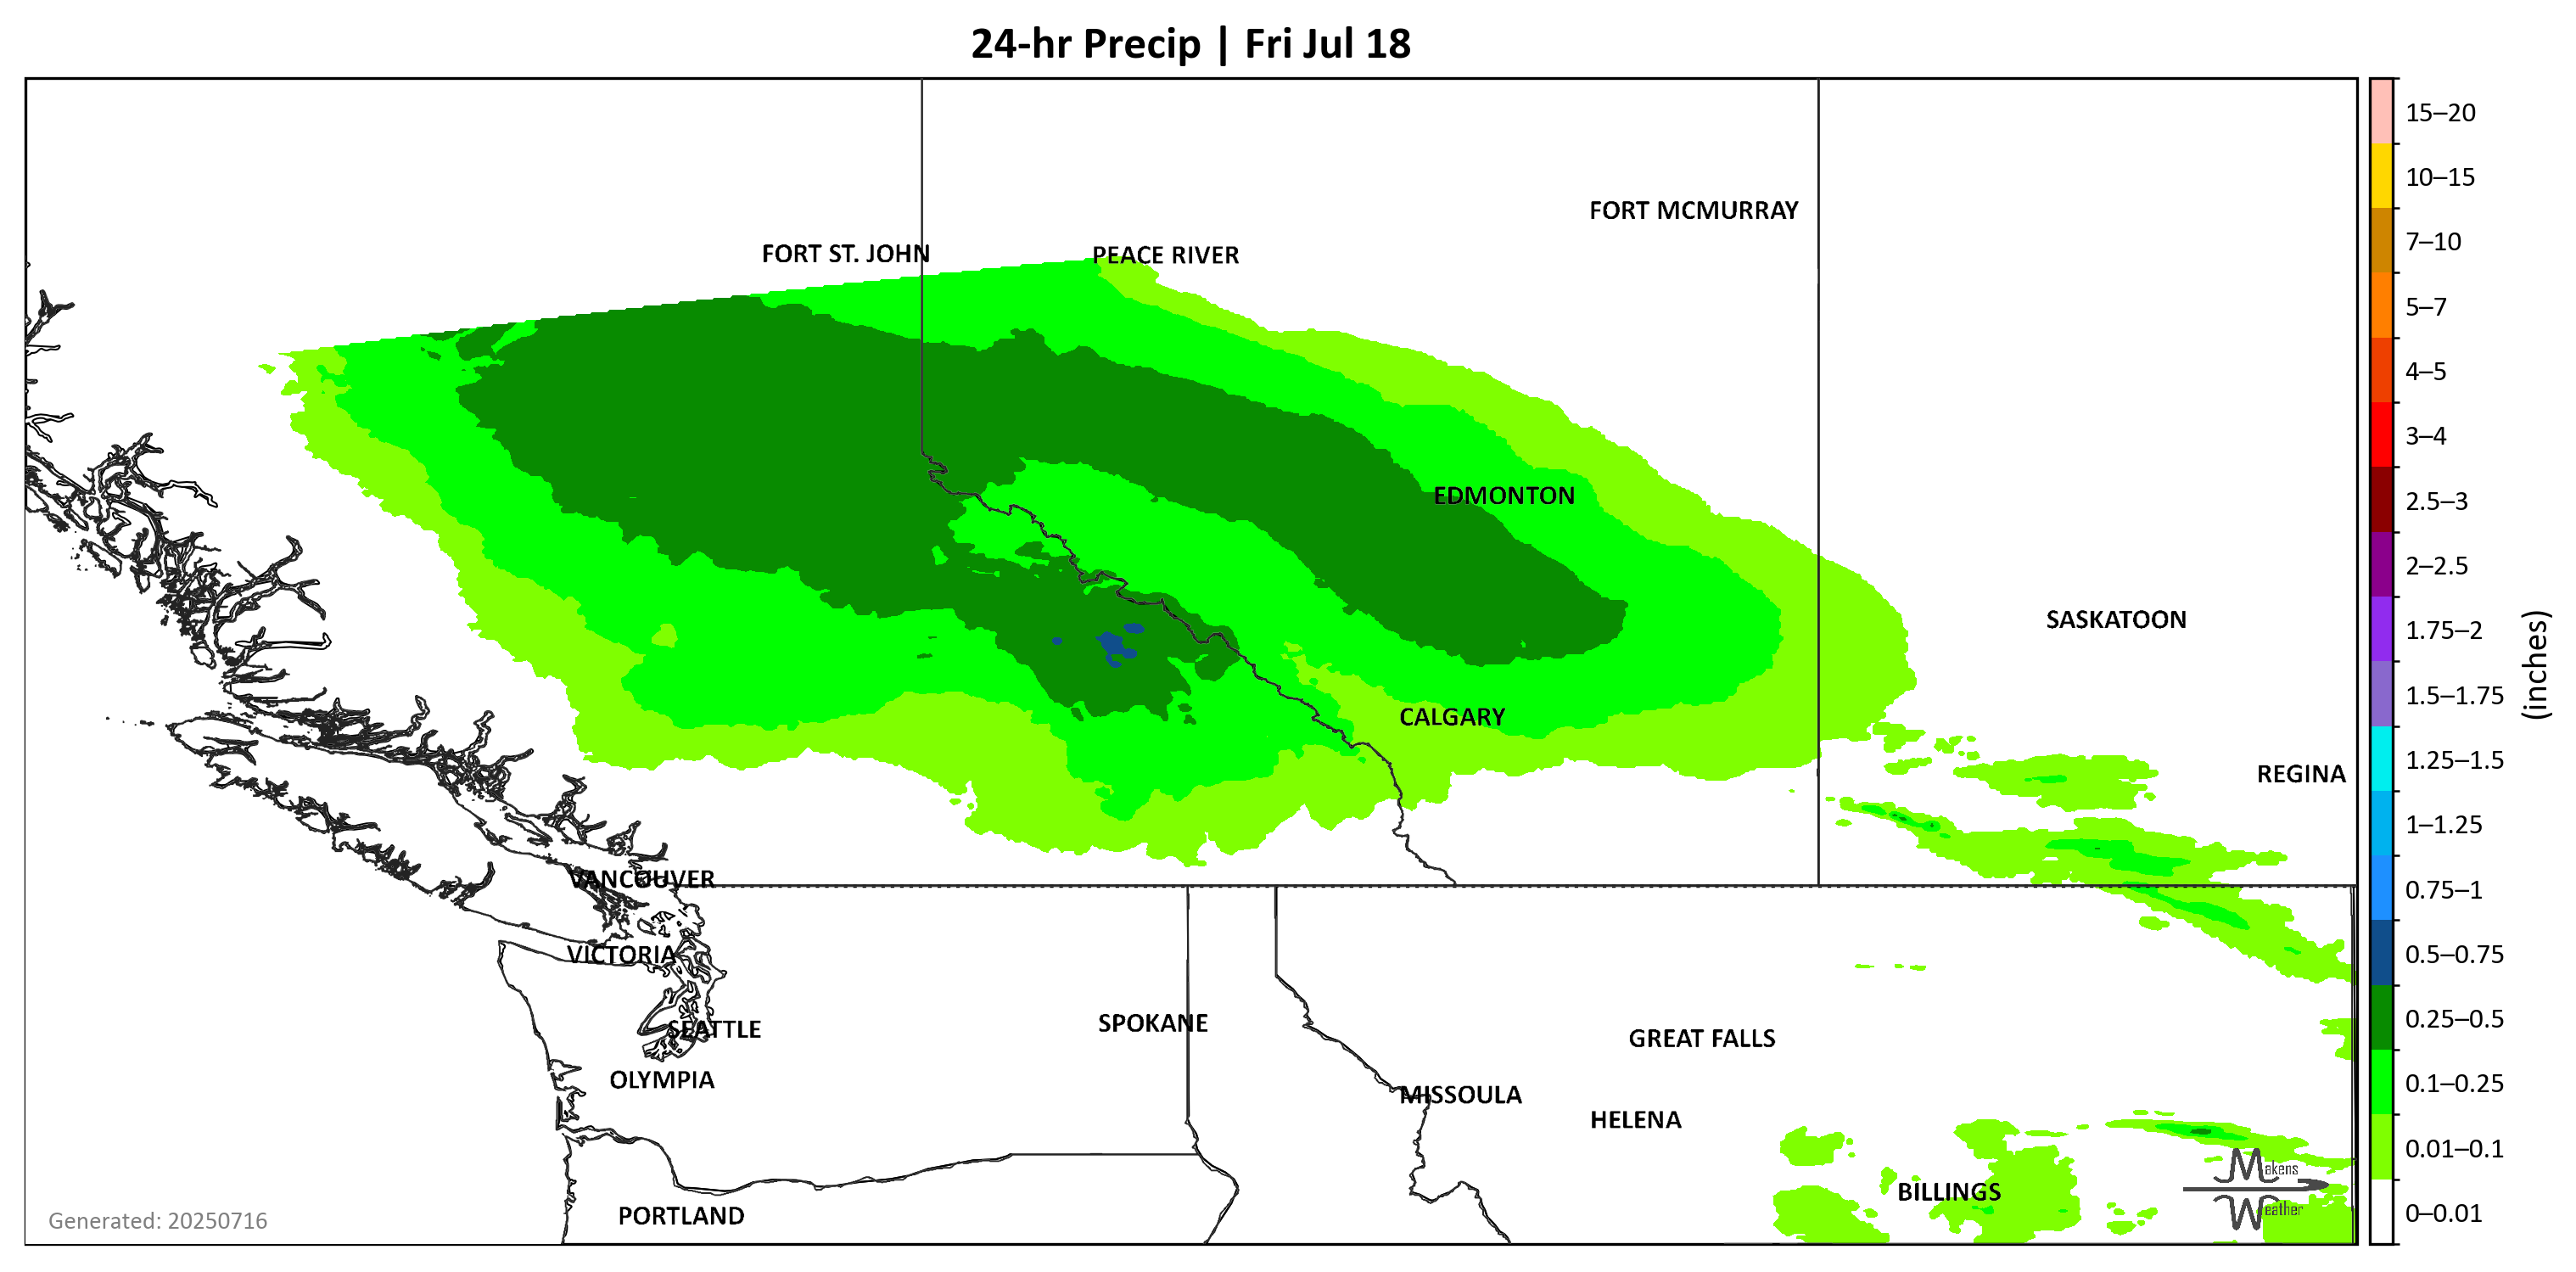 24-hr Precip | Fri Jul 18
FORT MCMURRAY
FORT ST. JOHN
PEACE RIVER
EDMONTON
SASKATOON
CALGARY
REGINA
VANCOUVER
VICTORIA
SEATTLE
SPOKANE
GREAT FALLS
OLYMPIA
MISSOULA
HELENA
BILLINGS
PORTLAND
Makens
Weather
Generated: 20250716
15–20
10–15
7–10
5–7
4–5
3–4
2.5–3
2–2.5
1.75–2
1.5–1.75
1.25–1.5
1–1.25
0.75–1
0.5–0.75
0.25–0.5
0.1–0.25
0.01–0.1
0–0.01
(inches)